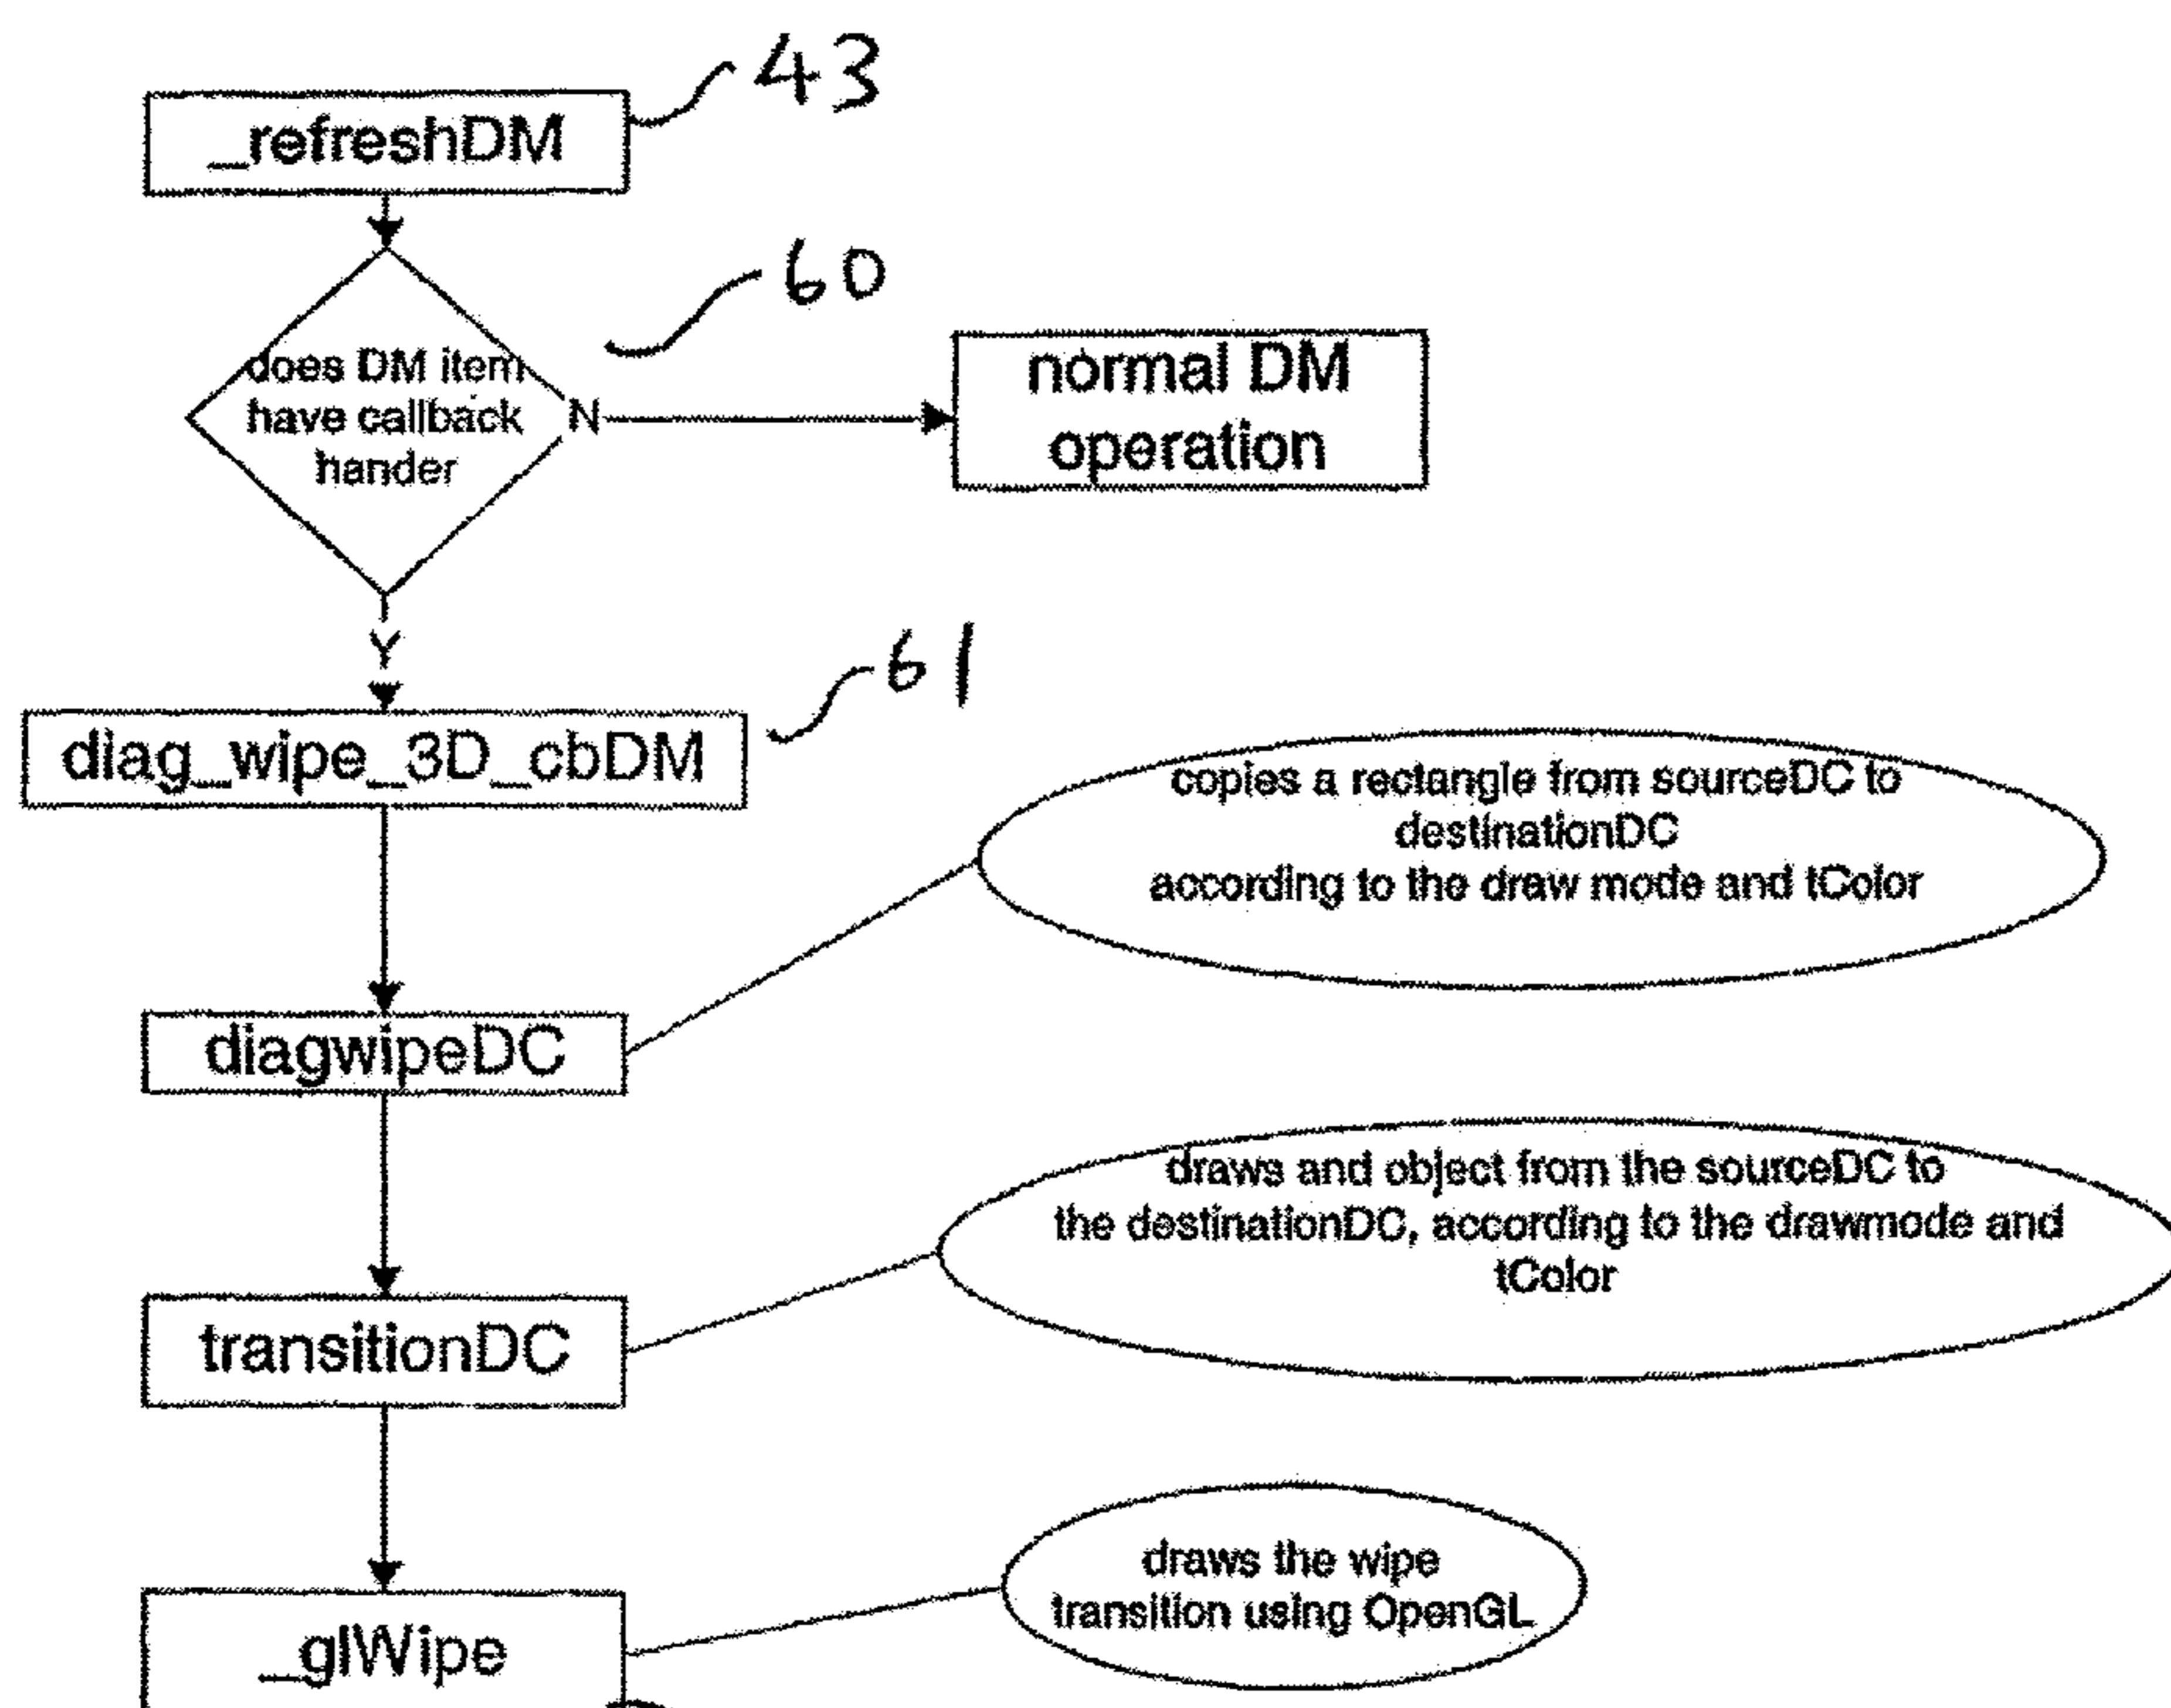 _refreshDM
43
60
does DM item
have callback
hander
N
normal DM
operation
Y
61
diag_wipe_3D_cbDM
copies a rectangle from sourceDC to
destinationDC
according to the draw mode and tColor
diagwipeDC
draws and object from the sourceDC to
the destinationDC, according to the drawmode and
tColor
transitionDC
draws the wipe
transition using OpenGL
_glWipe